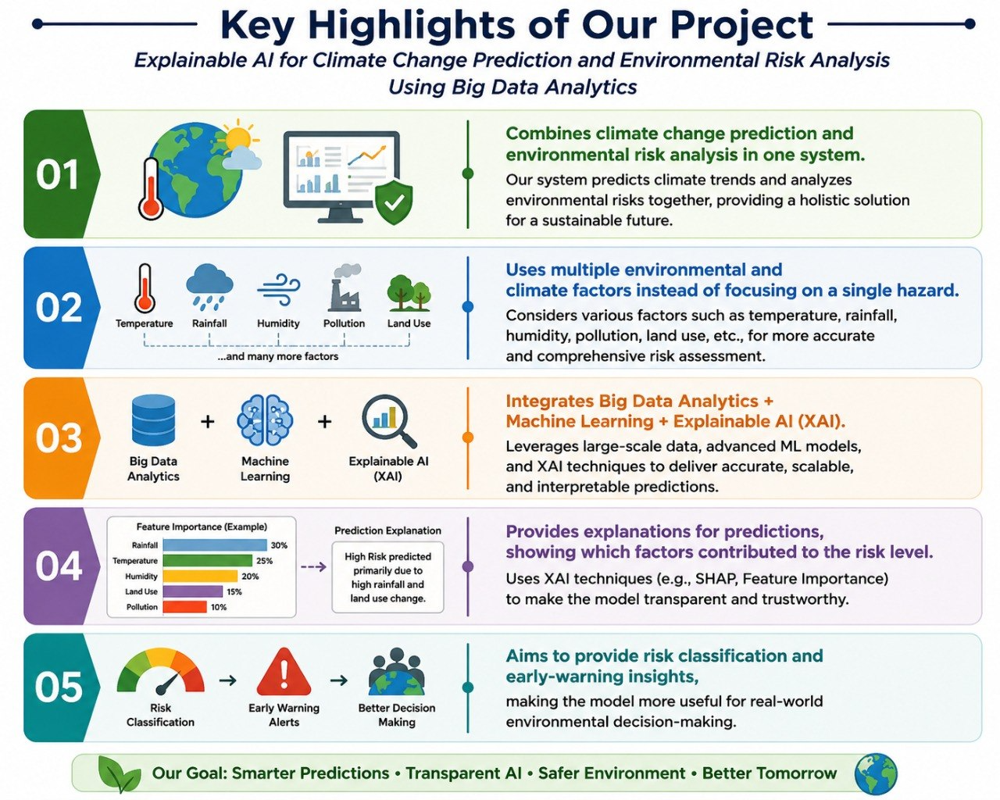 Key Highlights of Our Project
Explainable AI for Climate Change Prediction and Environmental Risk Analysis
Using Big Data Analytics
01
Combines climate change prediction and
environmental risk analysis in one system.
Our system predicts climate trends and analyzes
environmental risks together, providing a holistic solution
for a sustainable future.
02
Temperature
Rainfall
Humidity
Pollution
Land Use
...and many more factors
Uses multiple environmental and
climate factors instead of focusing on a single hazard.
Considers various factors such as temperature, rainfall,
humidity, pollution, land use, etc., for more accurate
and comprehensive risk assessment.
03
Big Data
Analytics
+
Machine
Learning
+
Explainable AI
(XAI)
Integrates Big Data Analytics +
Machine Learning + Explainable AI (XAI).
Leverages large-scale data, advanced ML models,
and XAI techniques to deliver accurate, scalable,
and interpretable predictions.
04
Feature Importance (Example)
Rainfall 30%
Temperature 25%
Humidity 20%
Land Use 15%
Pollution 10%
Prediction Explanation
High Risk predicted
primarily due to
high rainfall and
land use change.
Provides explanations for predictions,
showing which factors contributed to the risk level.
Uses XAI techniques (e.g., SHAP, Feature Importance)
to make the model transparent and trustworthy.
05
Risk
Classification
Early Warning
Alerts
Better Decision
Making
Aims to provide risk classification and
early-warning insights,
making the model more useful for real-world
environmental decision-making.
Our Goal: Smarter Predictions • Transparent AI • Safer Environment • Better Tomorrow